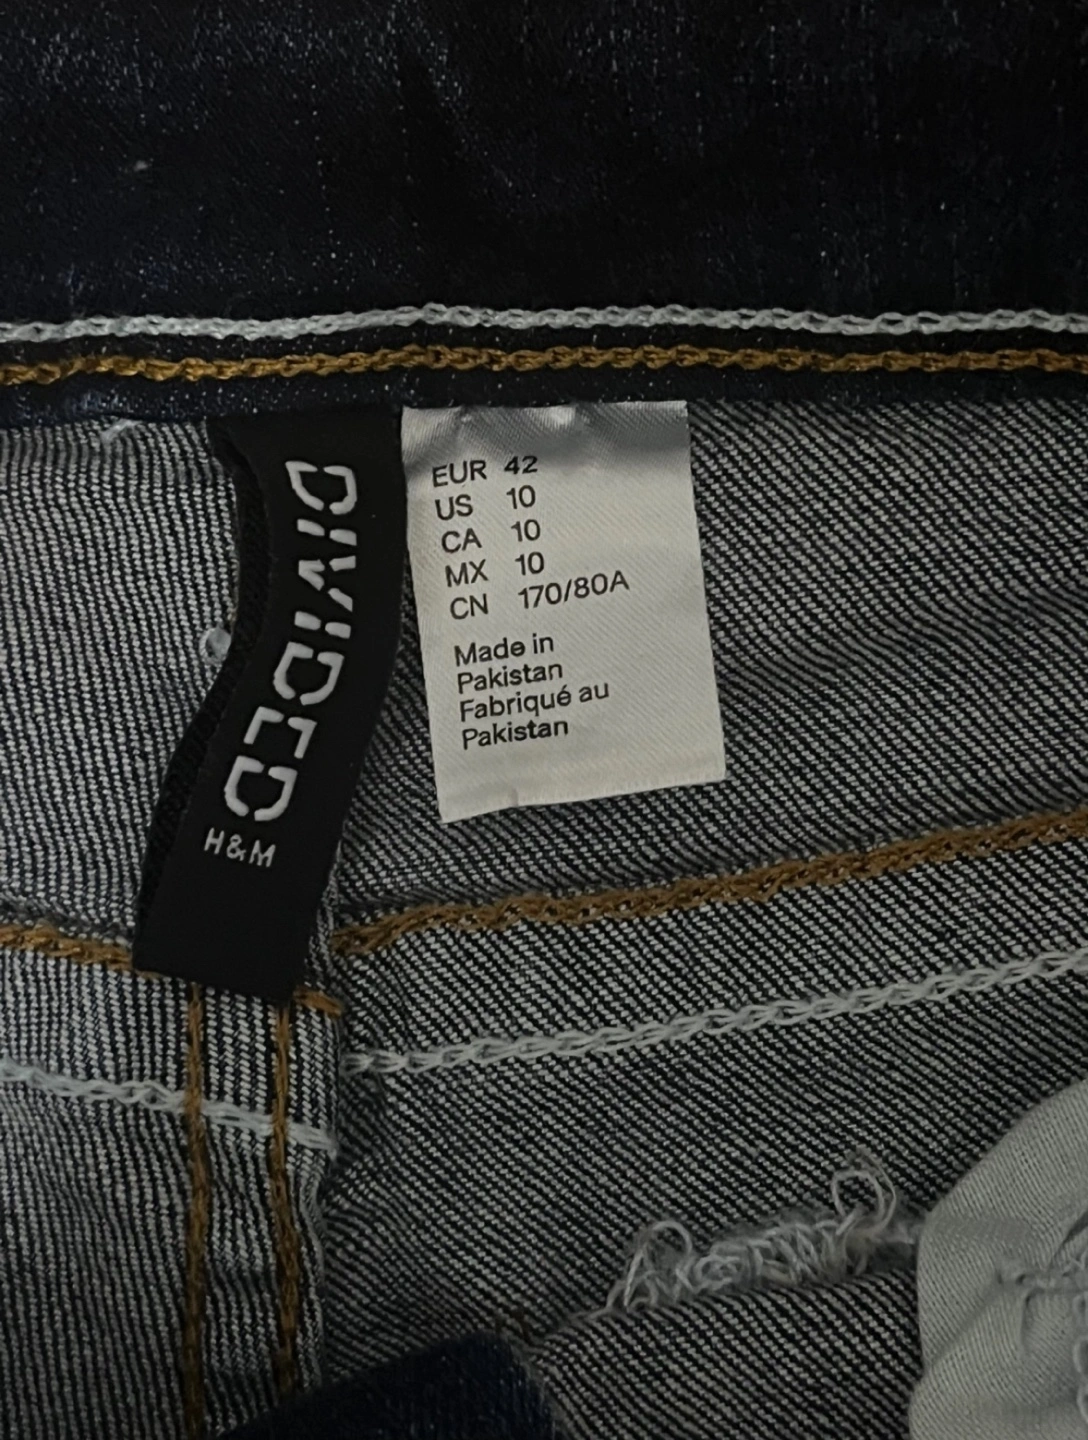 DIVIDED
H&M
EUR 42
US 10
CA 10
MX 10
CN 170/80A
Made in
Pakistan
Fabriqué au
Pakistan